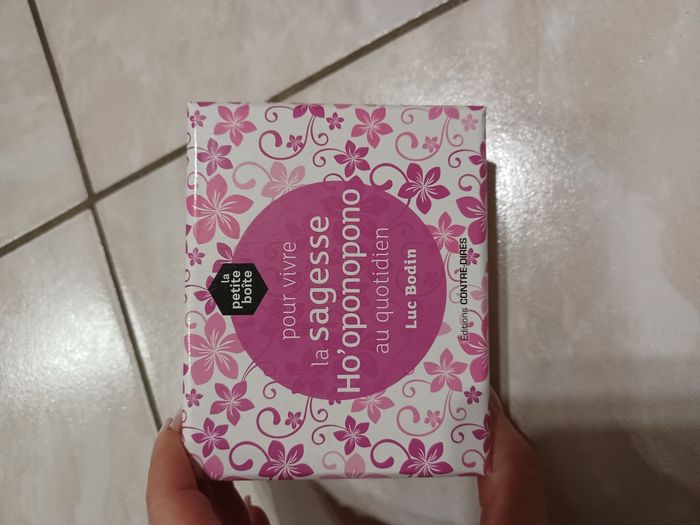 la
petite
boîte
pour vivre
la sagesse
Ho'oponopono
au quotidien
Luc Bodin
Éditions CONTRE-DIRES